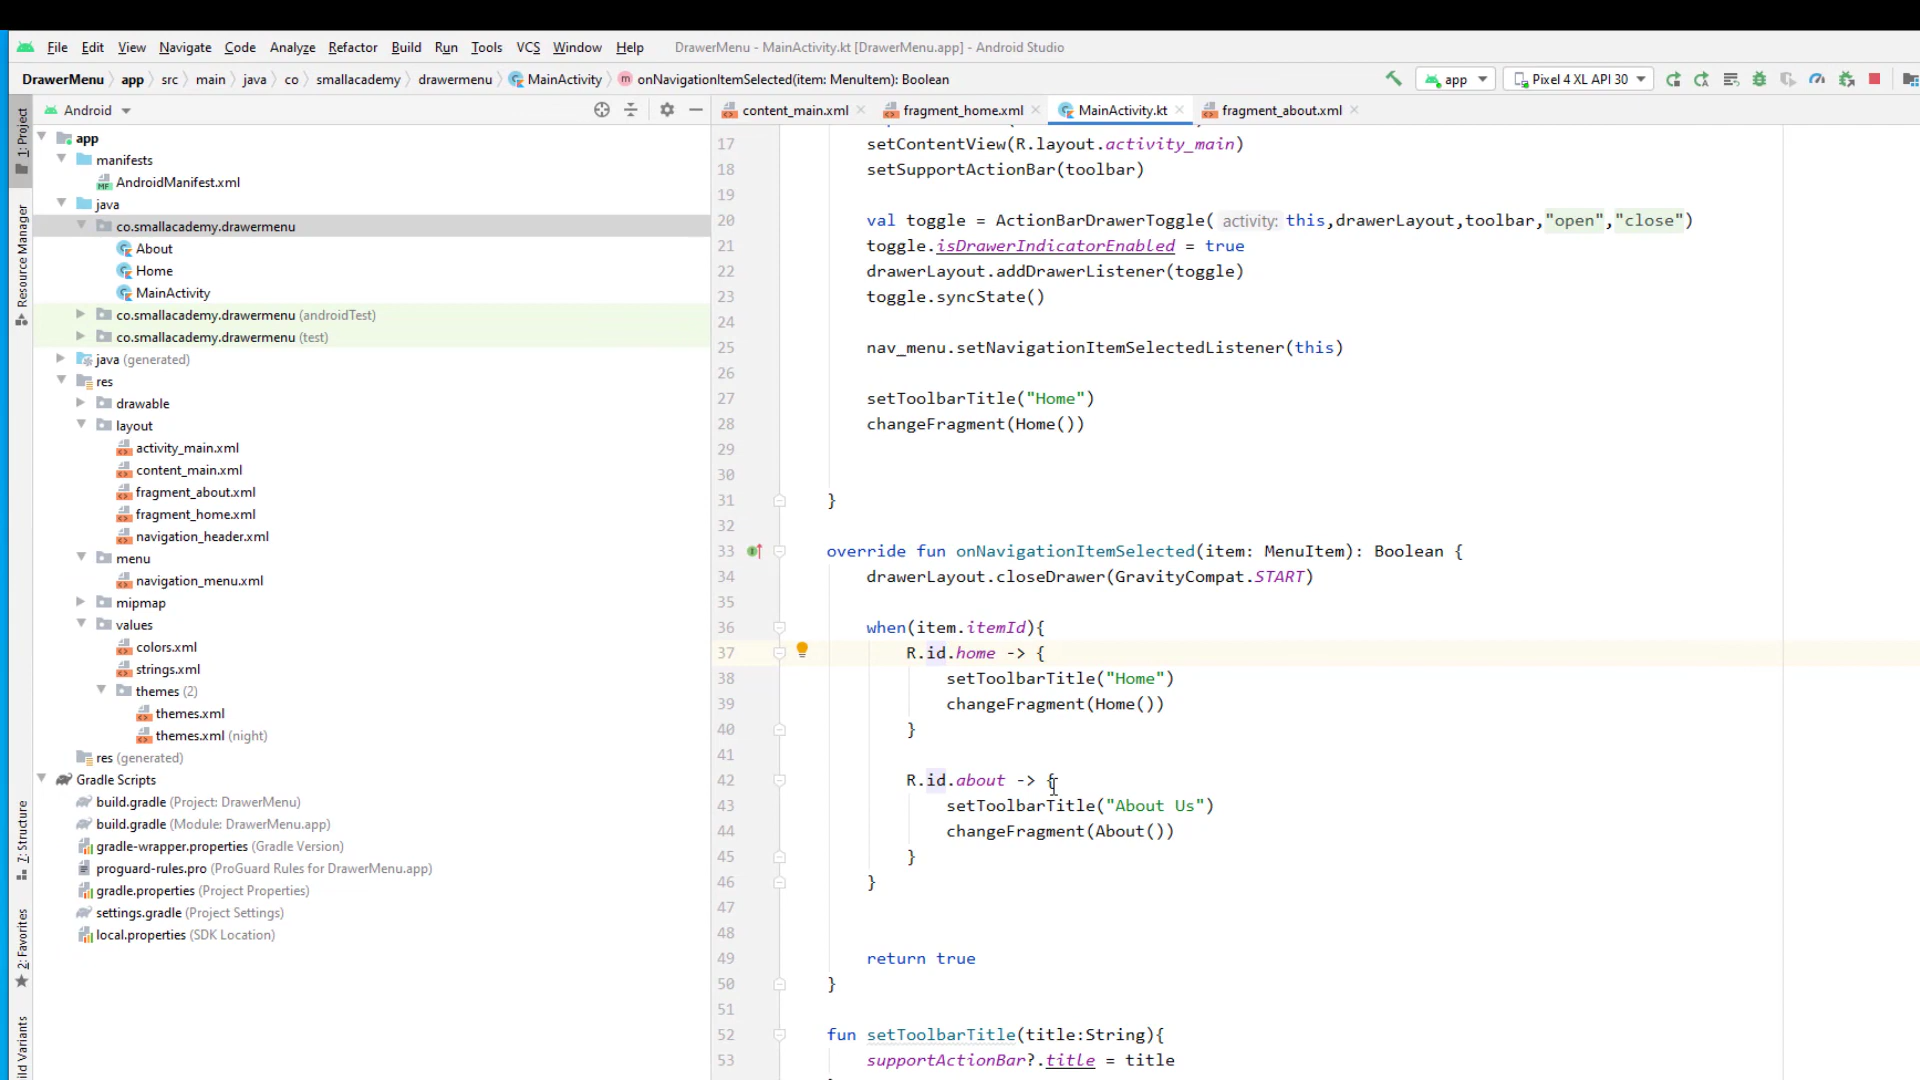 File Edit View Navigate Code Analyze Refactor Build Run Tools VCS Window Help DrawerMenu - MainActivity.kt [DrawerMenu.app] - Android Studio
DrawerMenu app src main java co smallacademy drawermenu MainActivity onNavigationItemSelected(item: MenuItem): Boolean app Pixel 4 XL API 30
Android
content_main.xml fragment_home.xml MainActivity.kt fragment_about.xml
1: Project
Resource Manager
7: Structure
2: Favorites
ild Variants
app
manifests
AndroidManifest.xml
java
co.smallacademy.drawermenu
About
Home
MainActivity
co.smallacademy.drawermenu (androidTest)
co.smallacademy.drawermenu (test)
java (generated)
res
drawable
layout
activity_main.xml
content_main.xml
fragment_about.xml
fragment_home.xml
navigation_header.xml
menu
navigation_menu.xml
mipmap
values
colors.xml
strings.xml
themes (2)
themes.xml
themes.xml (night)
res (generated)
Gradle Scripts
build.gradle (Project: DrawerMenu)
build.gradle (Module: DrawerMenu.app)
gradle-wrapper.properties (Gradle Version)
proguard-rules.pro (ProGuard Rules for DrawerMenu.app)
gradle.properties (Project Properties)
settings.gradle (Project Settings)
local.properties (SDK Location)
17 setContentView(R.layout.activity_main)
18 setSupportActionBar(toolbar)
19
20 val toggle = ActionBarDrawerToggle( activity: this,drawerLayout,toolbar,"open","close")
21 toggle.isDrawerIndicatorEnabled = true
22 drawerLayout.addDrawerListener(toggle)
23 toggle.syncState()
24
25 nav_menu.setNavigationItemSelectedListener(this)
26
27 setToolbarTitle("Home")
28 changeFragment(Home())
29
30
31 }
32
33 override fun onNavigationItemSelected(item: MenuItem): Boolean {
34 drawerLayout.closeDrawer(GravityCompat.START)
35
36 when(item.itemId){
37 R.id.home -> {
38 setToolbarTitle("Home")
39 changeFragment(Home())
40 }
41
42 R.id.about -> {
43 setToolbarTitle("About Us")
44 changeFragment(About())
45 }
46 }
47
48
49 return true
50 }
51
52 fun setToolbarTitle(title:String){
53 supportActionBar?.title = title